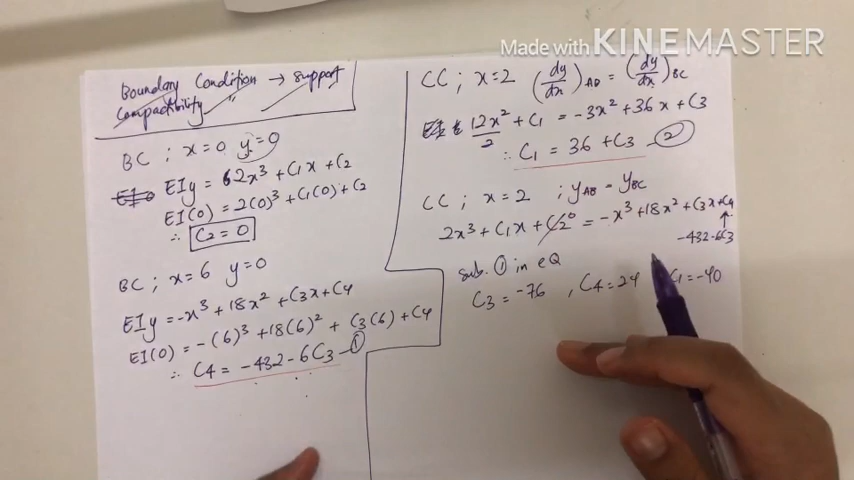 Made with KINEMASTER
Boundary Condition → support
Compactibility "
BC ; x=0 y=0
EIy = 2x³ + C₁x + C₂
EI(0) = 2(0)³ + C₁(0) + C₂
∴ C₂ = 0
BC ; x=6 y=0
EIy = -x³ + 18x² + C₃x + C₄
EI(0) = -(6)³ + 18(6)² + C₃(6) + C₄
∴ C₄ = -432 - 6C₃ — ①
CC ; x=2 (dy/dx)AB = (dy/dx)BC
12x²/2 + C₁ = -3x² + 36x + C₃
∴ C₁ = 36 + C₃ — ②
CC ; x=2 ; yAB = yBC
2x³ + C₁x + C₂⁰ = -x³ + 18x² + C₃x + C₄
-432-6C₃
sub. ① in eQ
C₃ = -76 , C₄ = 24 C₁ = -40